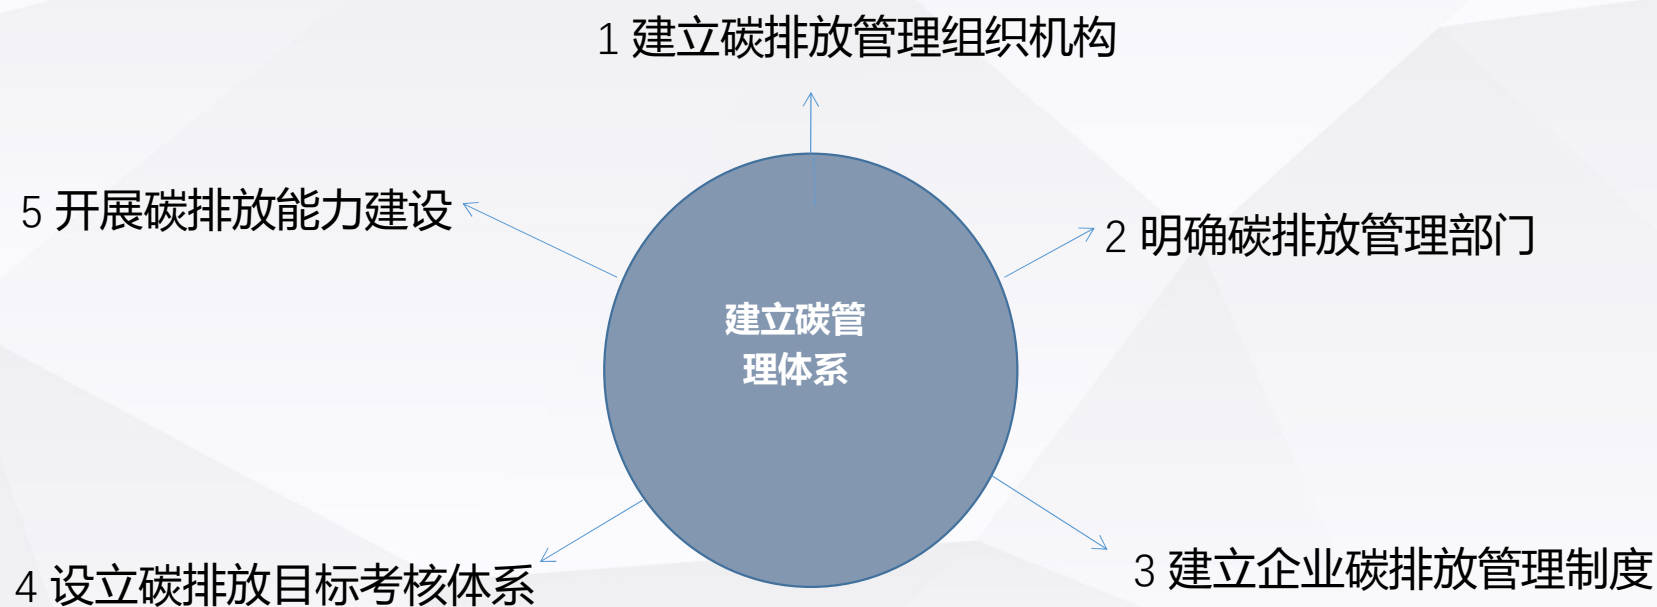 1 建立碳排放管理组织机构
5 开展碳排放能力建设
2 明确碳排放管理部门
建立碳管
理体系
3 建立企业碳排放管理制度
4 设立碳排放目标考核体系